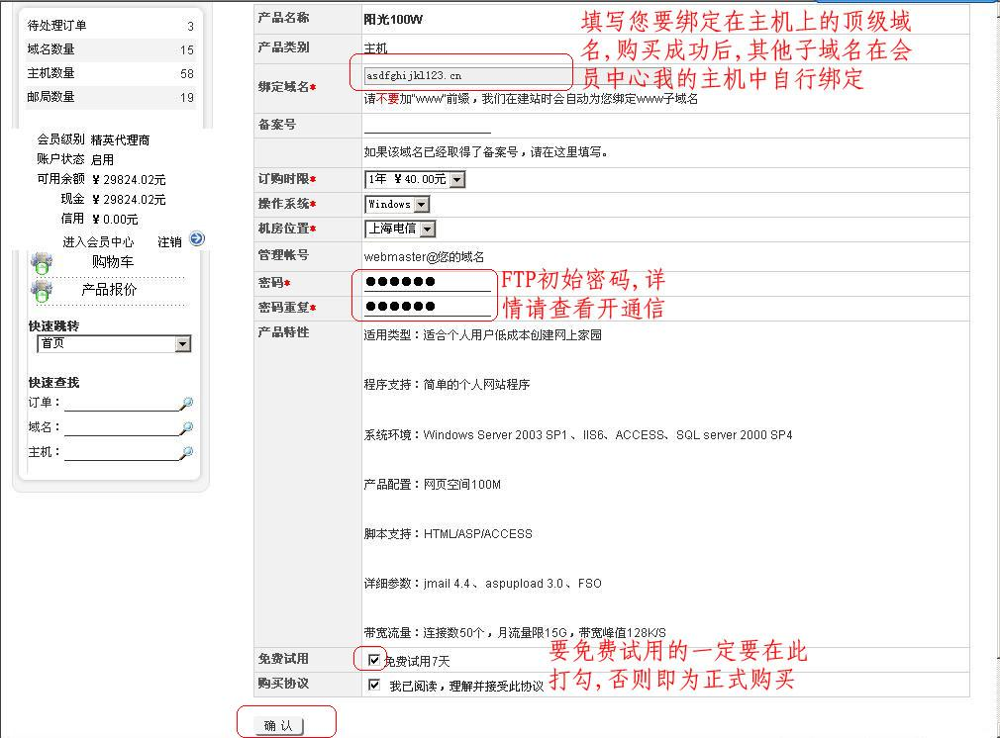 待处理订单 3
域名数量 15
主机数量 58
邮局数量 19
会员级别 精英代理商
账户状态 启用
可用余额 ￥29824.02元
现金 ￥29824.02元
信用 ￥0.00元
进入会员中心 注销
购物车
产品报价
快速跳转
首页
快速查找
订单：
域名：
主机：
产品名称 阳光100W
产品类别 主机
绑定域名* asdfghijkl123.cn
请不要加"www"前缀，我们在建站时会自动为您绑定www子域名
填写您要绑定在主机上的顶级域
名,购买成功后,其他子域名在会
员中心我的主机中自行绑定
备案号
如果该域名已经取得了备案号，请在这里填写。
订购时限* 1年 ￥40.00元
操作系统* Windows
机房位置* 上海电信
管理帐号 webmaster@您的域名
密码* ●●●●●●
密码重复* ●●●●●●
FTP初始密码,详
情请查看开通信
产品特性 适用类型：适合个人用户低成本创建网上家园
程序支持：简单的个人网站程序
系统环境：Windows Server 2003 SP1 、IIS6、ACCESS、SQL server 2000 SP4
产品配置：网页空间100M
脚本支持：HTML/ASP/ACCESS
详细参数：jmail 4.4 、aspupload 3.0 、FSO
带宽流量：连接数50个，月流量限15G，带宽峰值128K/S
免费试用 免费试用7天
购买协议 我已阅读，理解并接受此协议
要免费试用的一定要在此
打勾,否则即为正式购买
确 认